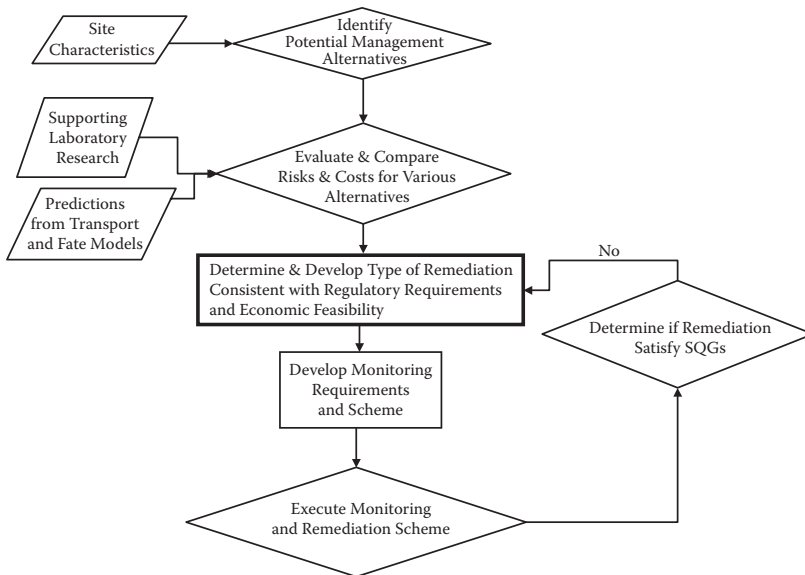 Site
Characteristics
Identify
Potential Management
Alternatives
Supporting
Laboratory
Research
Evaluate & Compare
Risks & Costs for Various
Alternatives
Predictions
from Transport
and Fate Models
No
Determine & Develop Type of Remediation
Consistent with Regulatory Requirements
and Economic Feasibility
Determine if Remediation
Satisfy SQGs
Develop Monitoring
Requirements
and Scheme
Execute Monitoring
and Remediation Scheme